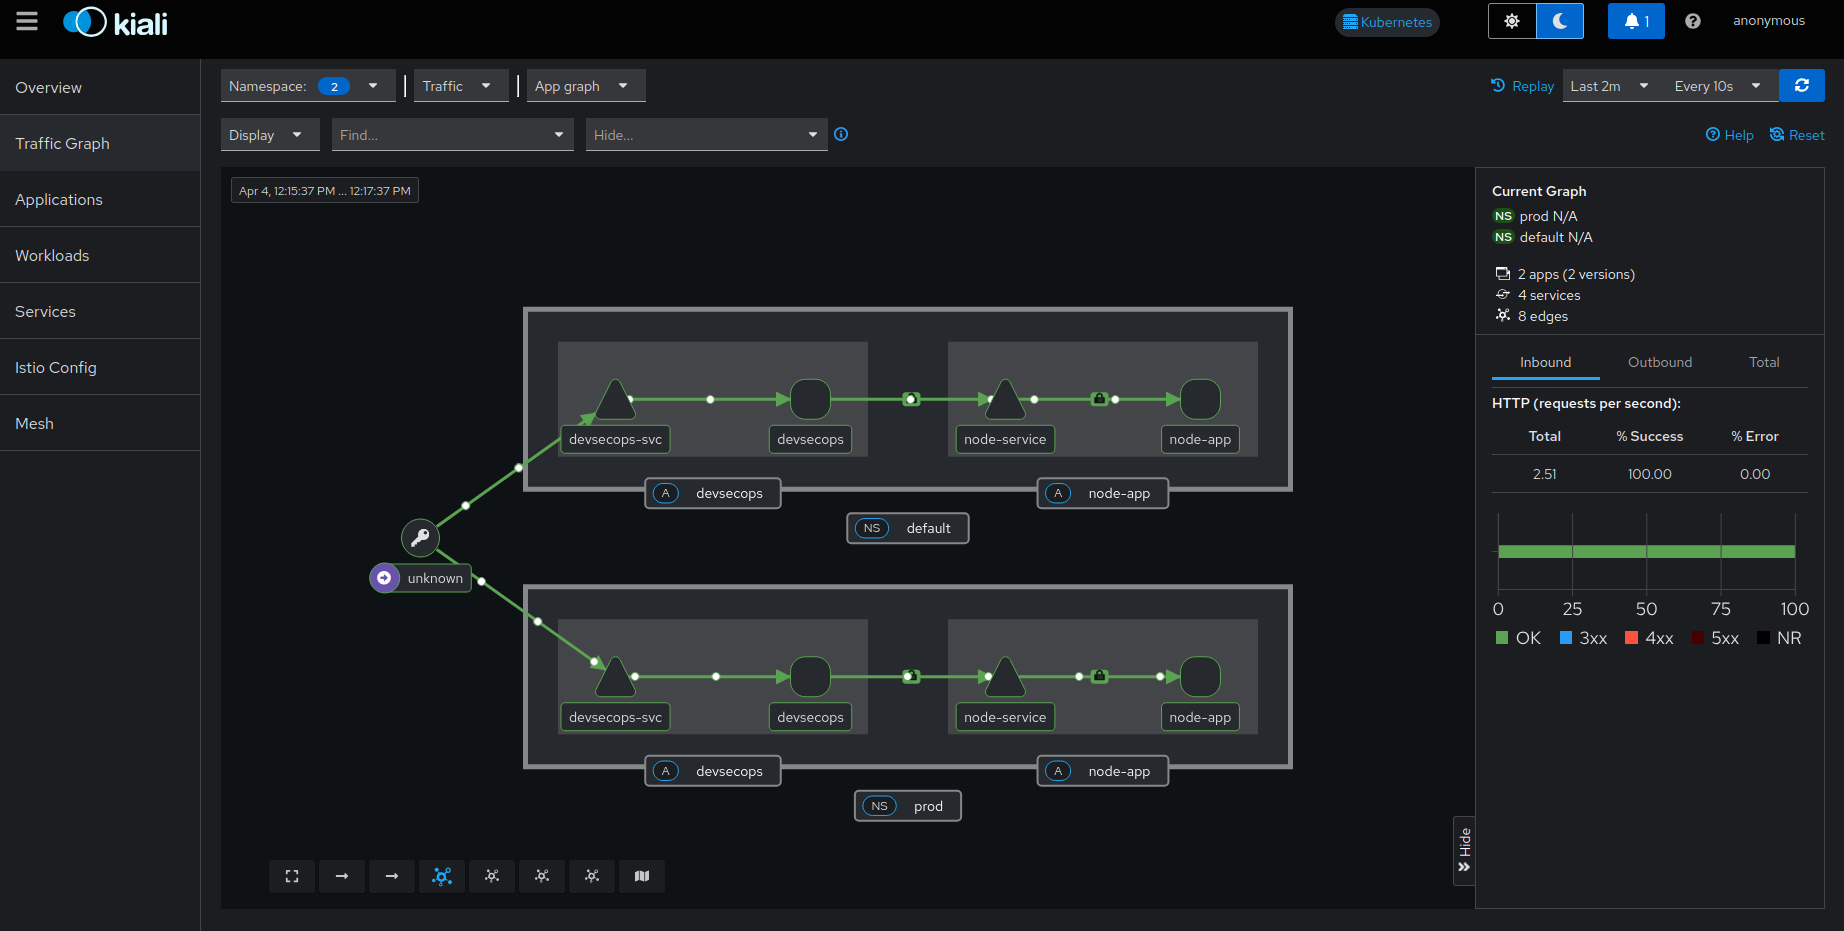 kiali
Kubernetes
1
anonymous
Overview
Traffic Graph
Applications
Workloads
Services
Istio Config
Mesh
Namespace: 2
Traffic
App graph
Replay
Last 2m
Every 10s
Display
Find...
Hide...
Help
Reset
Apr 4, 12:15:37 PM ... 12:17:37 PM
devsecops-svc
devsecops
node-service
node-app
A devsecops
A node-app
NS default
unknown
devsecops-svc
devsecops
node-service
node-app
A devsecops
A node-app
NS prod
Hide
Current Graph
NS prod N/A
NS default N/A
2 apps (2 versions)
4 services
8 edges
Inbound
Outbound
Total
HTTP (requests per second):
Total % Success % Error
2.51 100.00 0.00
0 25 50 75 100
OK 3xx 4xx 5xx NR